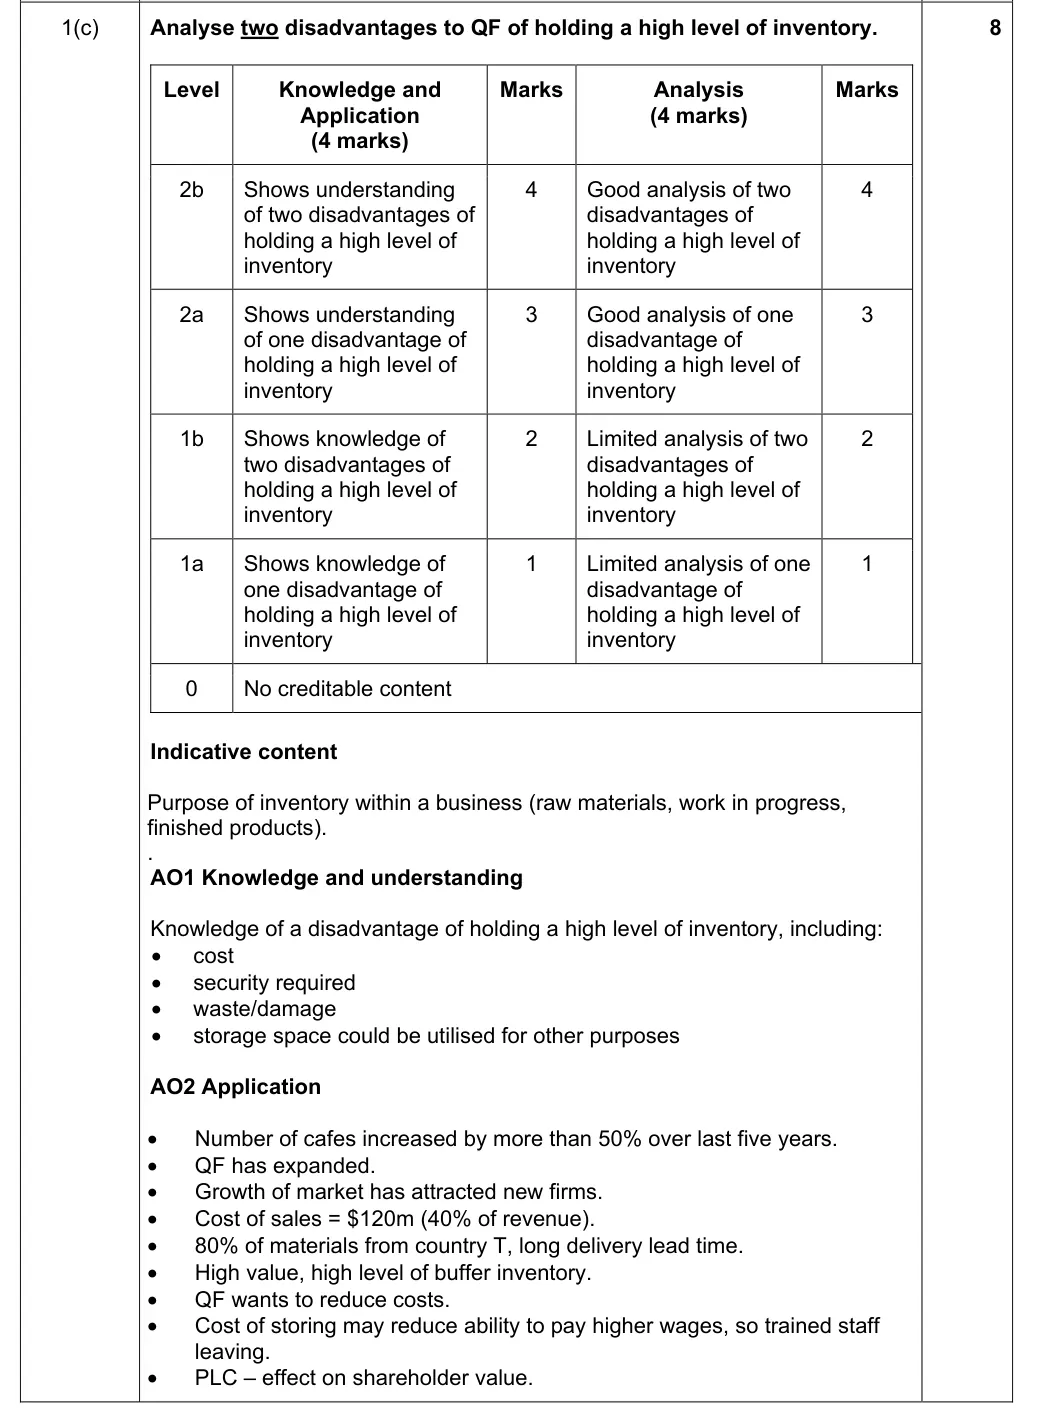 1(c) Analyse two disadvantages to QF of holding a high level of inventory. 8
Level Knowledge and Marks Analysis Marks
Application (4 marks)
(4 marks)
2b Shows understanding 4 Good analysis of two 4
of two disadvantages of disadvantages of
holding a high level of holding a high level of
inventory inventory
2a Shows understanding 3 Good analysis of one 3
of one disadvantage of disadvantage of
holding a high level of holding a high level of
inventory inventory
1b Shows knowledge of 2 Limited analysis of two 2
two disadvantages of disadvantages of
holding a high level of holding a high level of
inventory inventory
1a Shows knowledge of 1 Limited analysis of one 1
one disadvantage of disadvantage of
holding a high level of holding a high level of
inventory inventory
0 No creditable content
Indicative content
Purpose of inventory within a business (raw materials, work in progress,
finished products).
.
AO1 Knowledge and understanding
Knowledge of a disadvantage of holding a high level of inventory, including:
• cost
• security required
• waste/damage
• storage space could be utilised for other purposes
AO2 Application
• Number of cafes increased by more than 50% over last five years.
• QF has expanded.
• Growth of market has attracted new firms.
• Cost of sales = $120m (40% of revenue).
• 80% of materials from country T, long delivery lead time.
• High value, high level of buffer inventory.
• QF wants to reduce costs.
• Cost of storing may reduce ability to pay higher wages, so trained staff
leaving.
• PLC – effect on shareholder value.